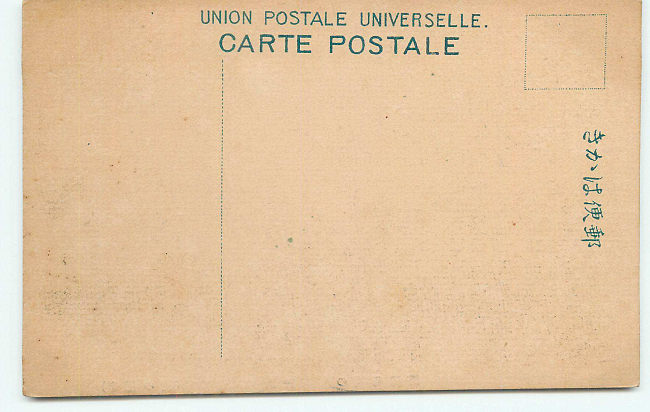 UNION POSTALE UNIVERSELLE.
CARTE POSTALE
きかは便郵